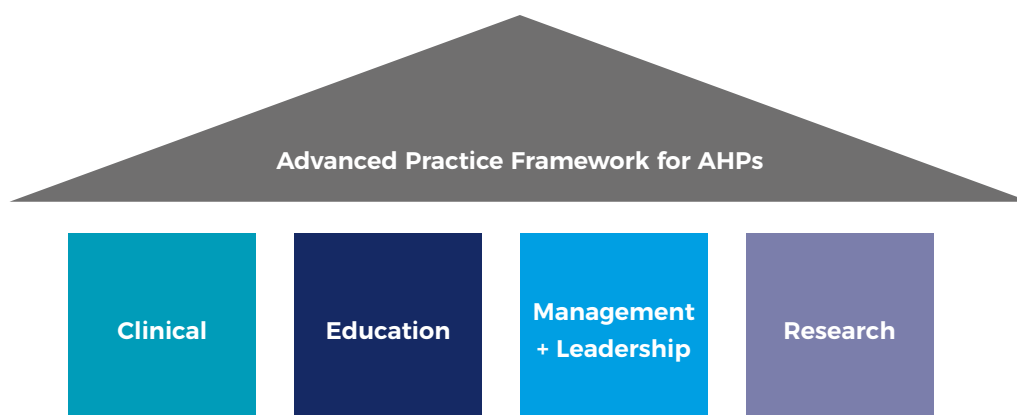 Advanced Practice Framework for AHPs
Clinical
Education
Management
+ Leadership
Research